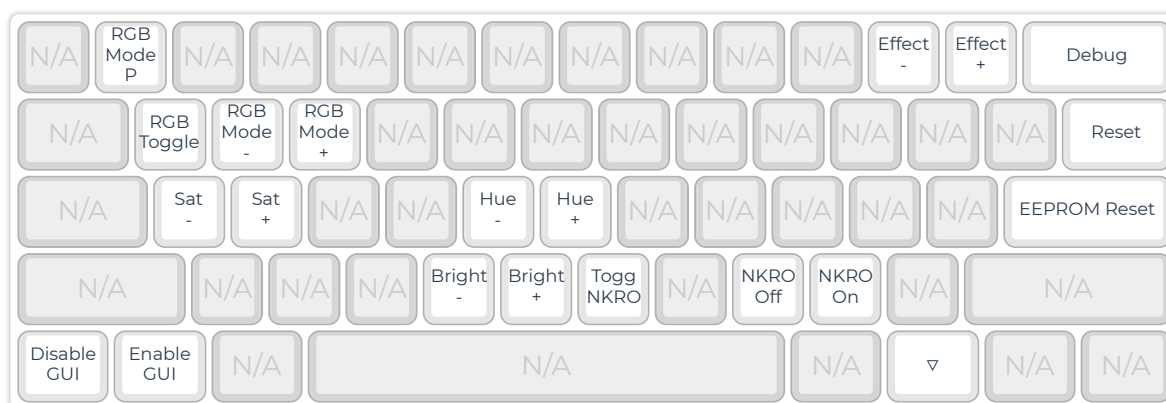 N/A
RGB
Mode
P
N/A
N/A
N/A
N/A
N/A
N/A
N/A
N/A
N/A
Effect
-
Effect
+
Debug
N/A
RGB
Toggle
RGB
Mode
-
RGB
Mode
+
N/A
N/A
N/A
N/A
N/A
N/A
N/A
N/A
N/A
Reset
N/A
Sat
-
Sat
+
N/A
N/A
Hue
-
Hue
+
N/A
N/A
N/A
N/A
N/A
EEPROM Reset
N/A
N/A
N/A
N/A
Bright
-
Bright
+
Togg
NKRO
N/A
NKRO
Off
NKRO
On
N/A
N/A
Disable
GUI
Enable
GUI
N/A
N/A
N/A
▽
N/A
N/A